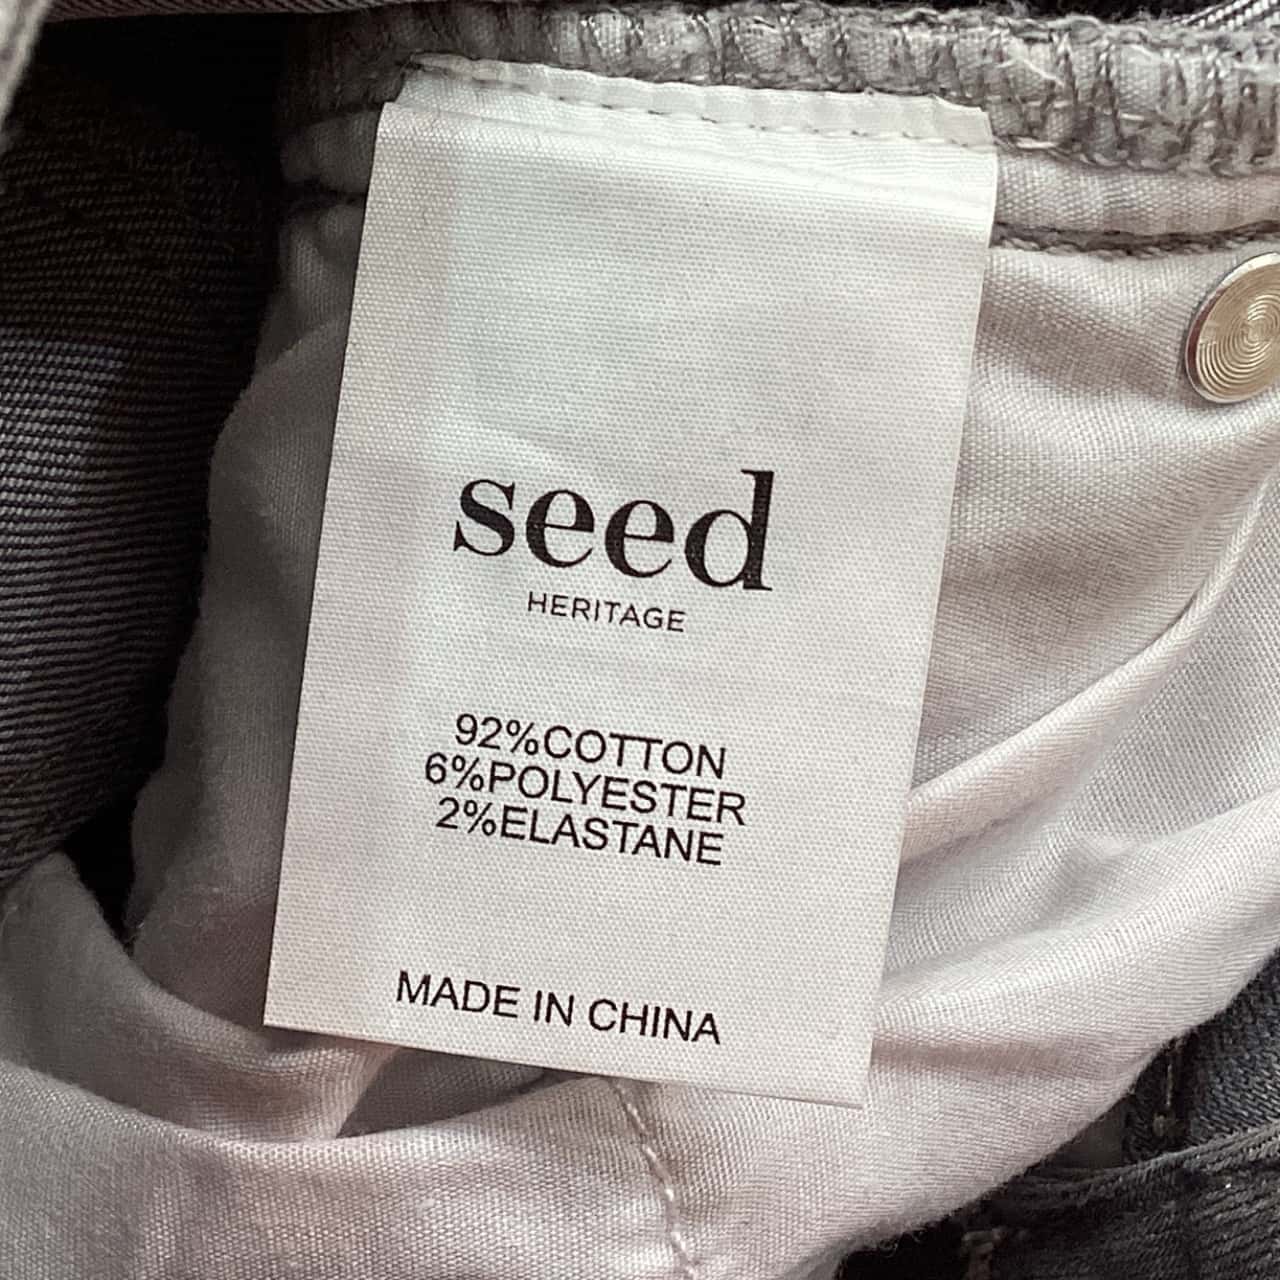 seed
HERITAGE
92%COTTON
6%POLYESTER
2%ELASTANE
MADE IN CHINA